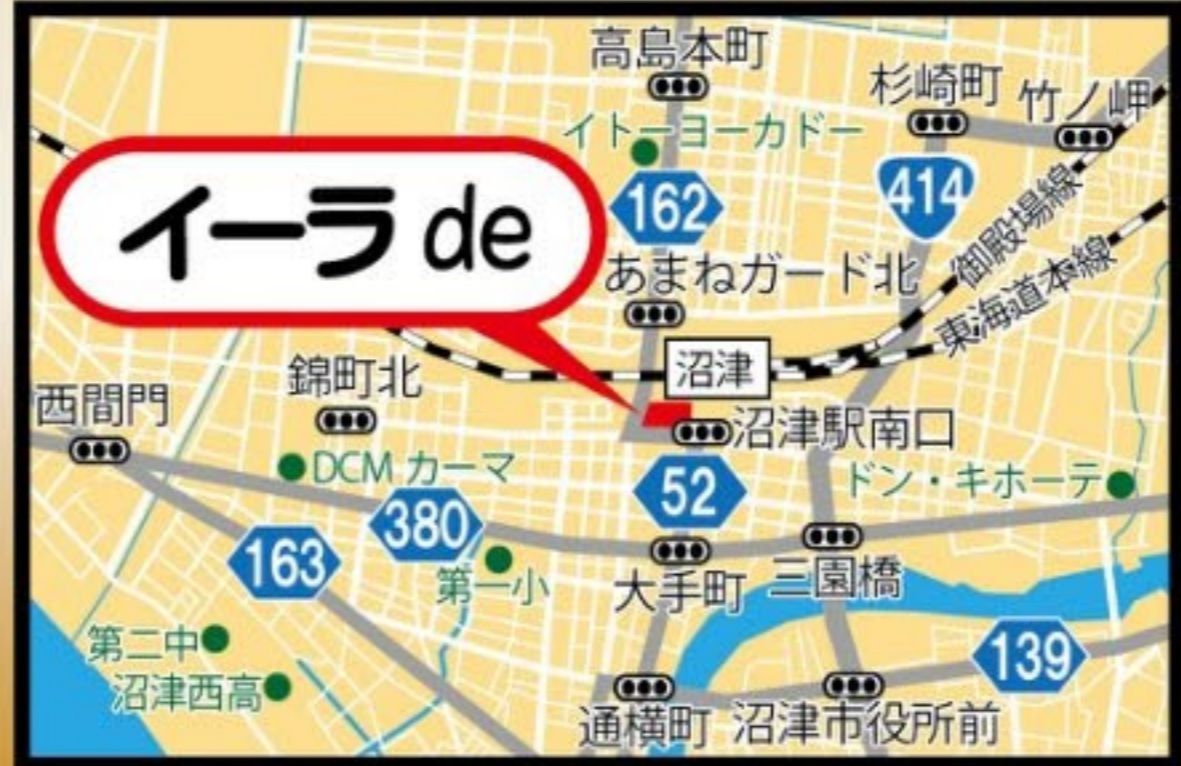 高島本町
杉崎町
竹ノ岬
イトーヨーカドー
162
414
イーラ de
あまねガード北
御殿場線
東海道本線
沼津
錦町北
西間門
沼津駅南口
DCM カーマ
52
ドン・キホーテ
380
163
第一小
大手町
三園橋
第二中
139
沼津西高
通横町
沼津市役所前